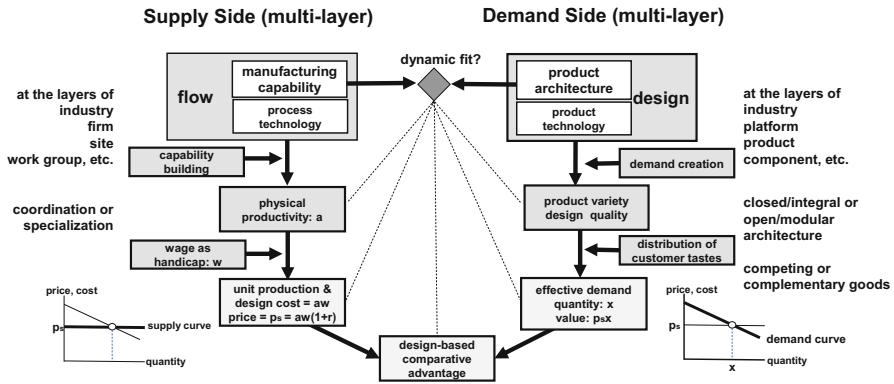 Supply Side (multi-layer)
Demand Side (multi-layer)
dynamic fit?
flow
manufacturing
capability
process
technology
product
architecture
design
product
technology
at the layers of
industry
firm
site
work group, etc.
at the layers of
industry
platform
product
component, etc.
capability
building
demand creation
physical
productivity: a
product variety
design quality
coordination or
specialization
closed/integral or
open/modular
architecture
wage as
handicap: w
distribution of
customer tastes
competing or
complementary goods
unit production &
design cost = aw
price = ps = aw(1+r)
effective demand
quantity: x
value: psx
price, cost
ps
supply curve
quantity
design-based
comparative
advantage
price, cost
ps
demand curve
quantity
x